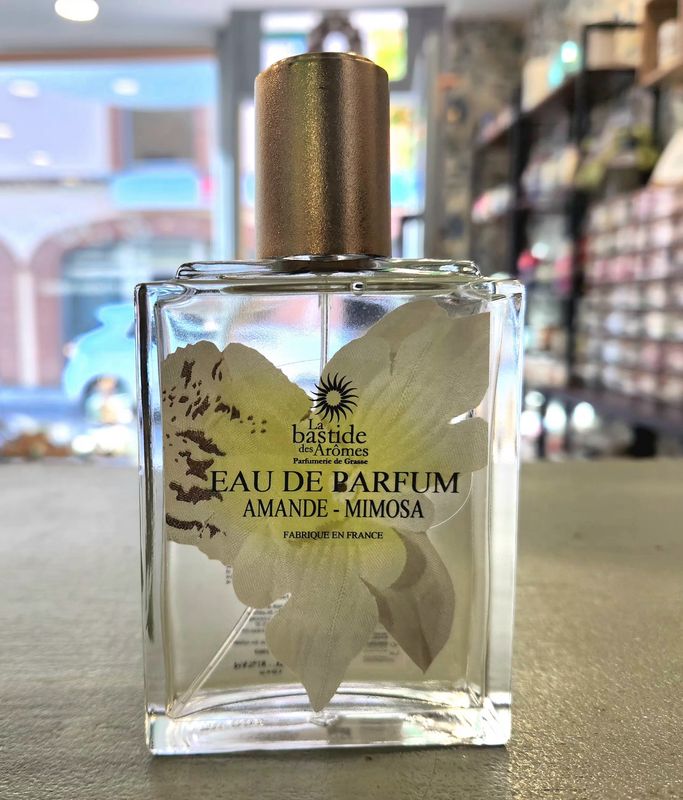 La
bastide
des Arômes
Parfumerie de Grasse
EAU DE PARFUM
AMANDE - MIMOSA
FABRIQUE EN FRANCE